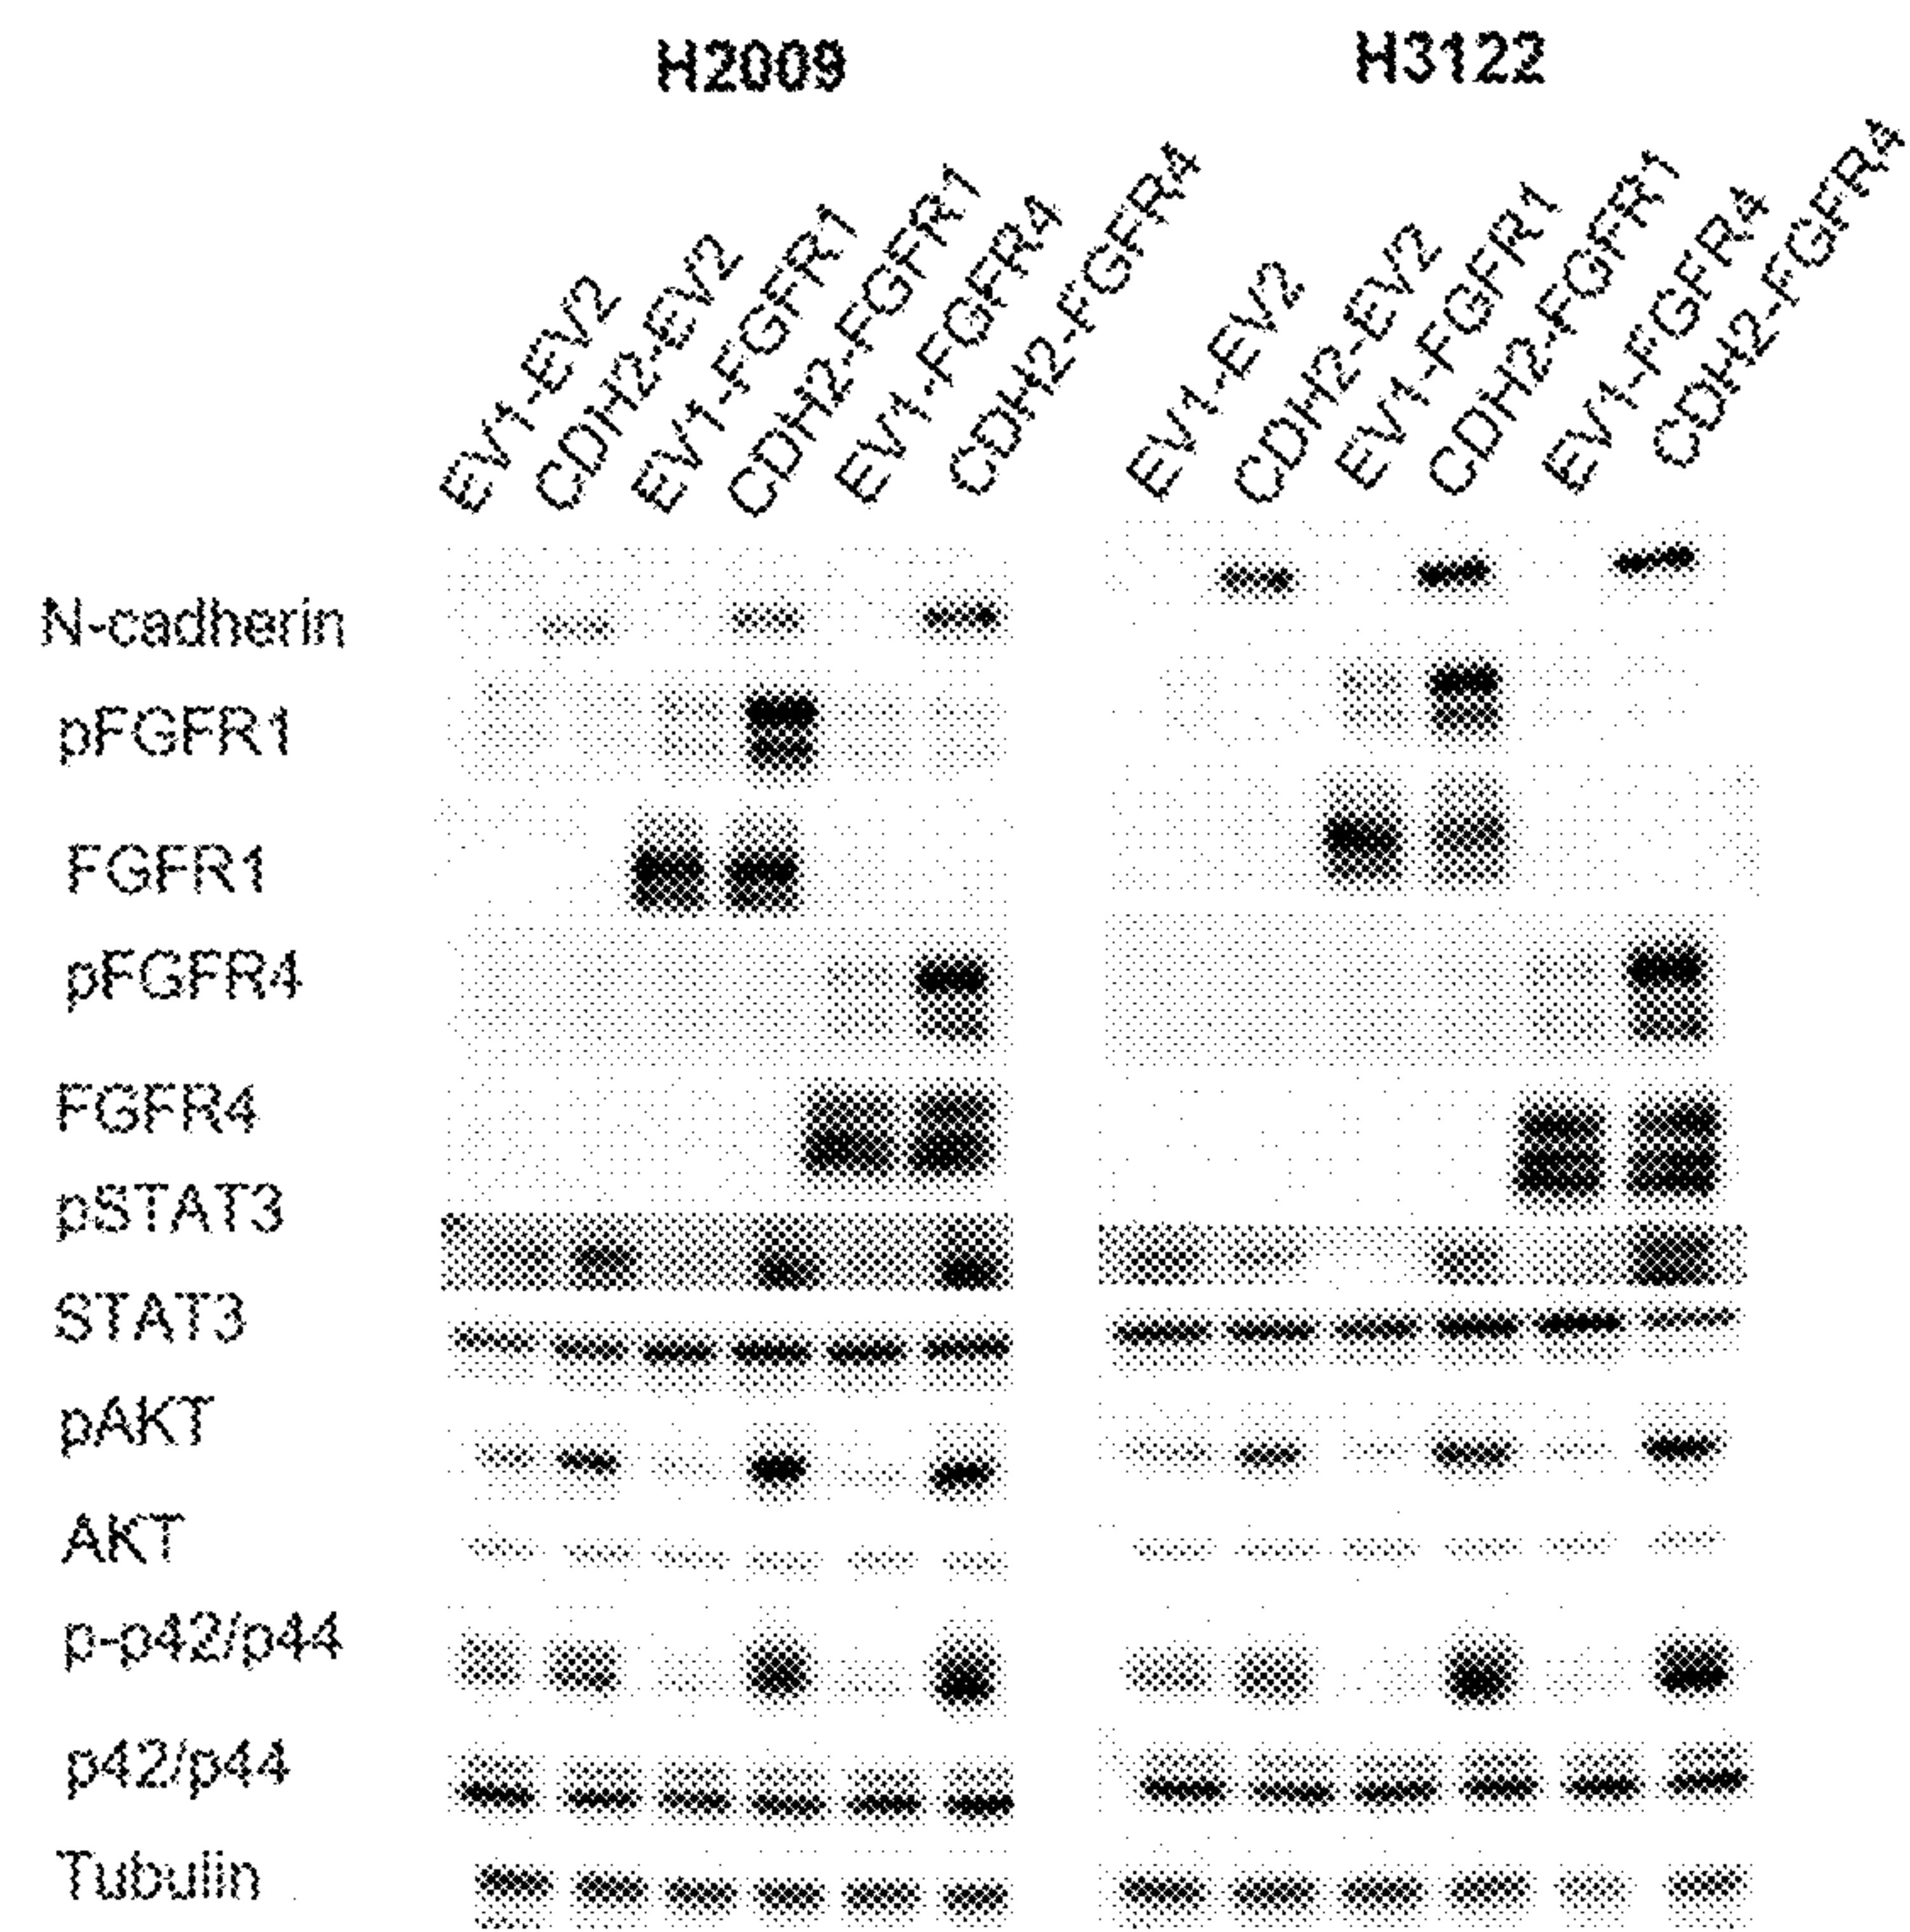 H2009 H3122
EV1-EV2 CDH2-EV2 EV1-FGFR1 CDH2-FGFR1 EV1-FGFR4 CDH2-FGFR4 EV1-EV2 CDH2-EV2 EV1-FGFR1 CDH2-FGFR1 EV1-FGFR4 CDH2-FGFR4
N-cadherin
pFGFR1
FGFR1
pFGFR4
FGFR4
pSTAT3
STAT3
pAKT
AKT
p-p42/p44
p42/p44
Tubulin